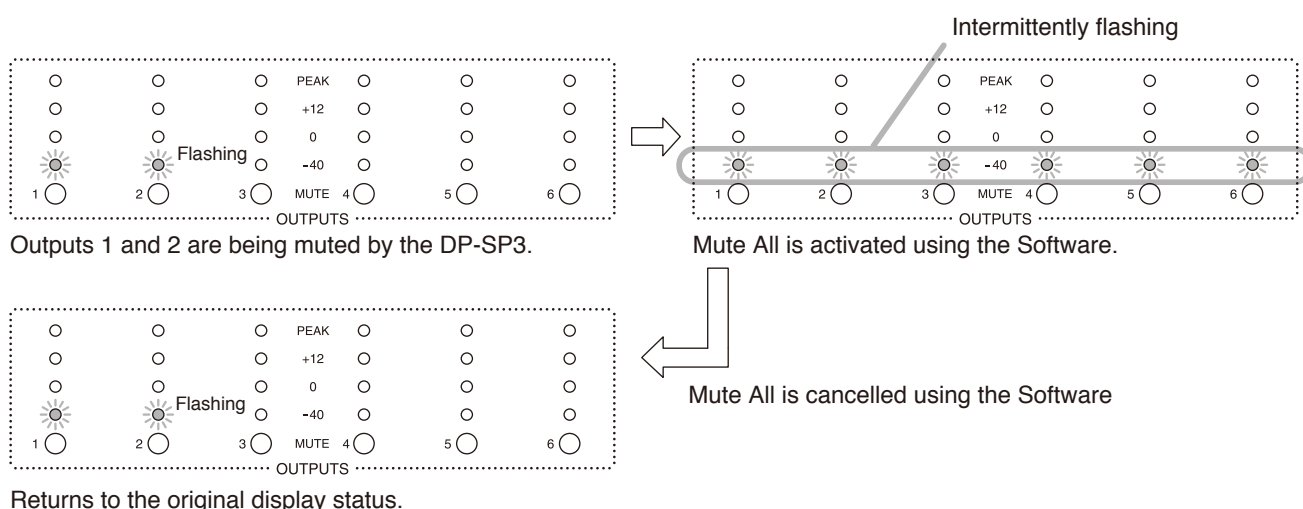 Intermittently flashing
PEAK
+12
0
Flashing
-40
1 2 3 MUTE 4 5 6
OUTPUTS
Outputs 1 and 2 are being muted by the DP-SP3.
PEAK
+12
0
-40
1 2 3 MUTE 4 5 6
OUTPUTS
Mute All is activated using the Software.
PEAK
+12
0
Flashing
-40
1 2 3 MUTE 4 5 6
OUTPUTS
Mute All is cancelled using the Software
Returns to the original display status.